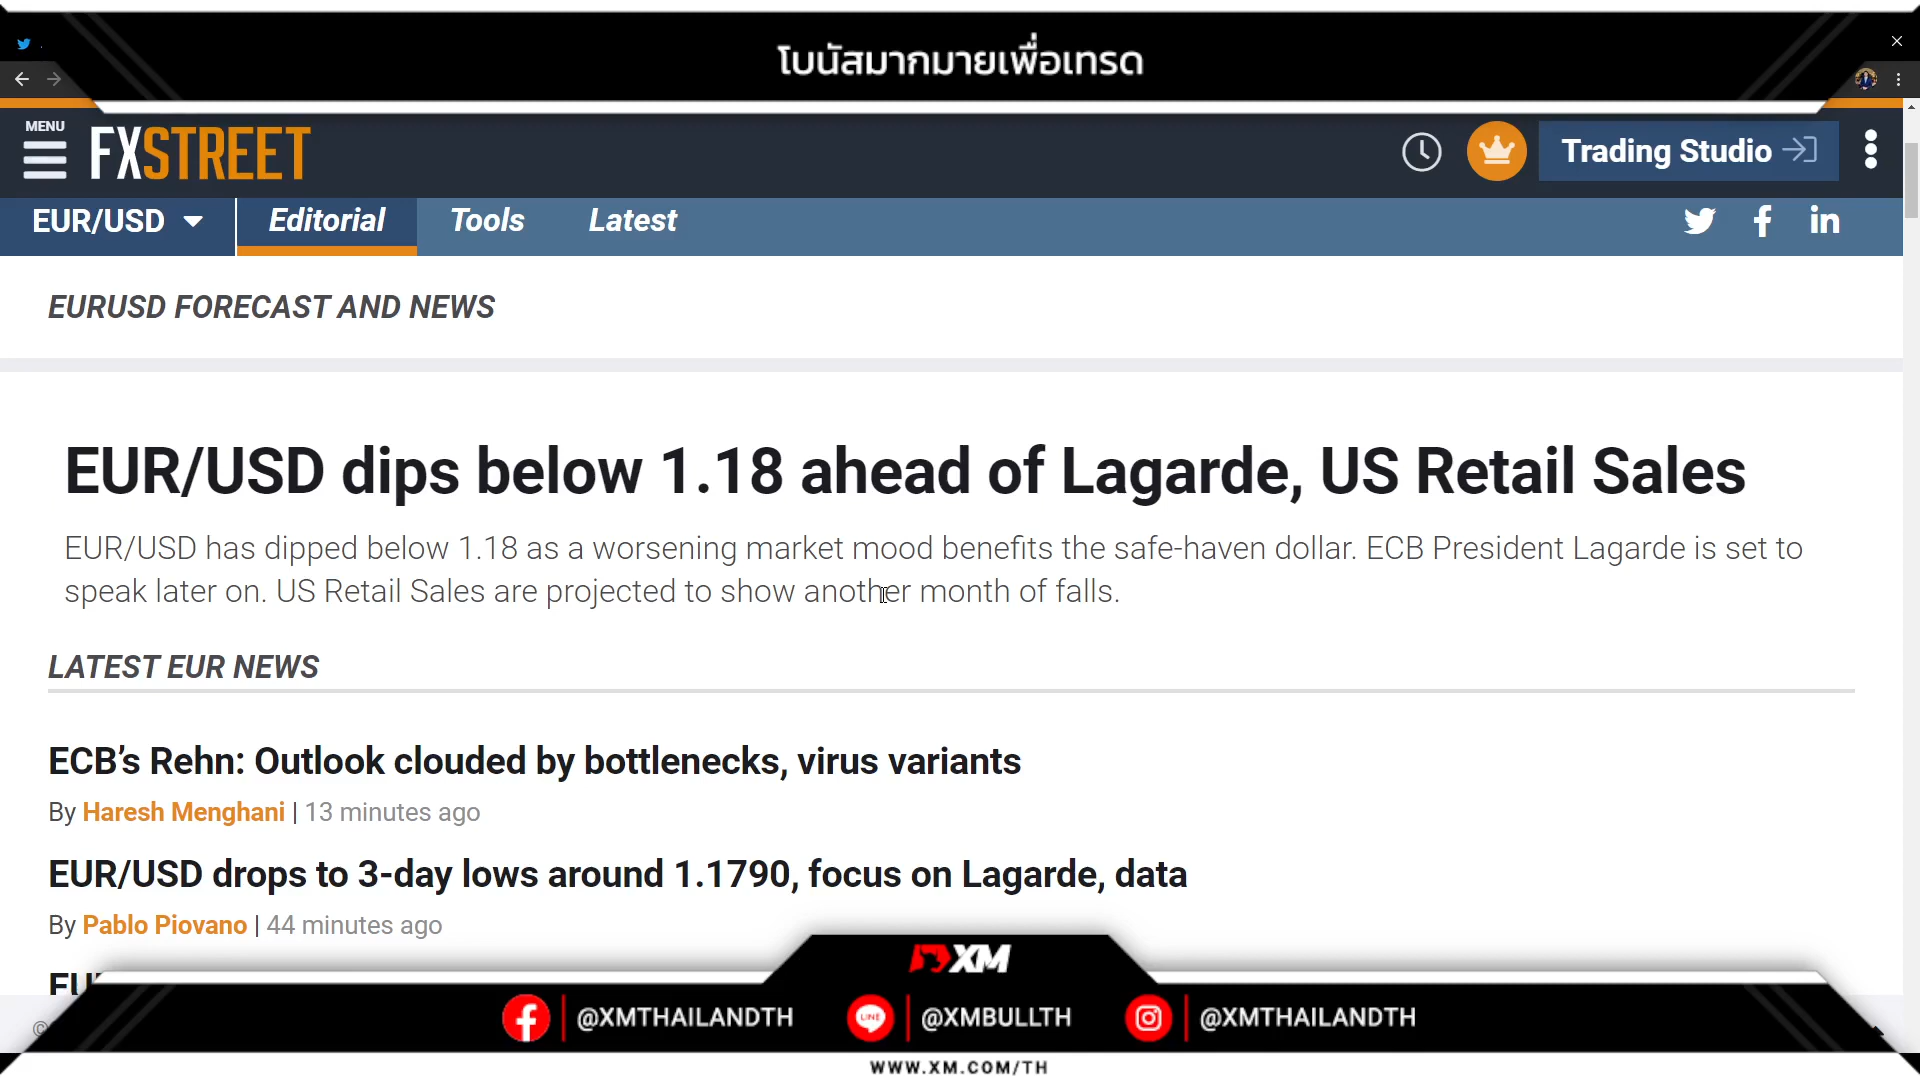 โบนัสมากมายเพื่อเทรด
MENU
FXSTREET
Trading Studio
EUR/USD
Editorial
Tools
Latest
EURUSD FORECAST AND NEWS
EUR/USD dips below 1.18 ahead of Lagarde, US Retail Sales
EUR/USD has dipped below 1.18 as a worsening market mood benefits the safe-haven dollar. ECB President Lagarde is set to
speak later on. US Retail Sales are projected to show another month of falls.
LATEST EUR NEWS
ECB’s Rehn: Outlook clouded by bottlenecks, virus variants
By Haresh Menghani | 13 minutes ago
EUR/USD drops to 3-day lows around 1.1790, focus on Lagarde, data
By Pablo Piovano | 44 minutes ago
XM
@XMTHAILANDTH
LINE
@XMBULLTH
@XMTHAILANDTH
WWW.XM.COM/TH